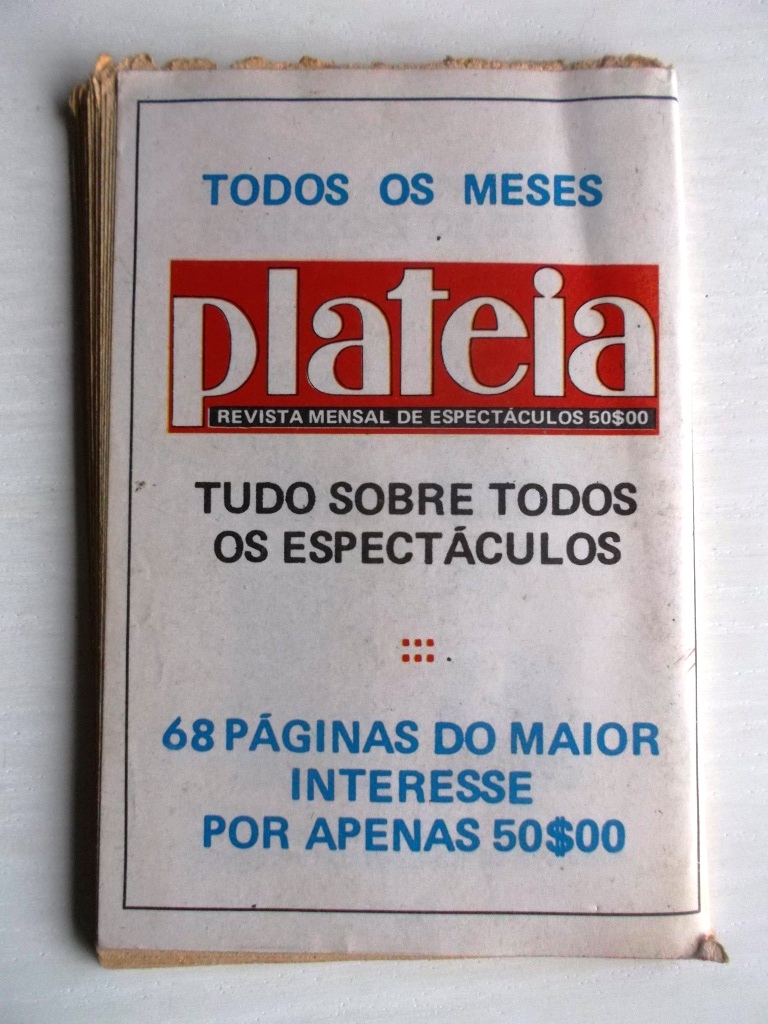 TODOS OS MESES
plateia
REVISTA MENSAL DE ESPECTÁCULOS 50$00
TUDO SOBRE TODOS
OS ESPECTÁCULOS
68 PÁGINAS DO MAIOR
INTERESSE
POR APENAS 50$00